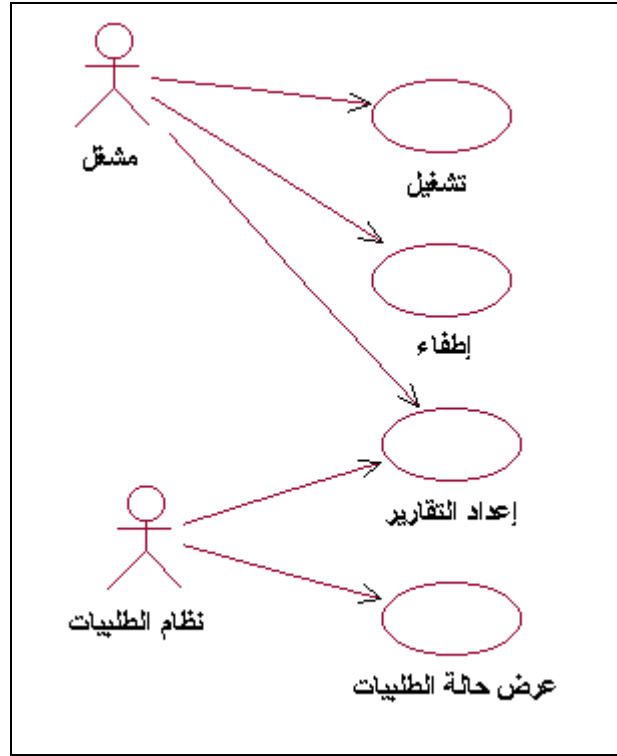 مشغل
تشغيل
إطفاء
إعداد التقارير
نظام الطلبيات
عرض حالة الطلبيات